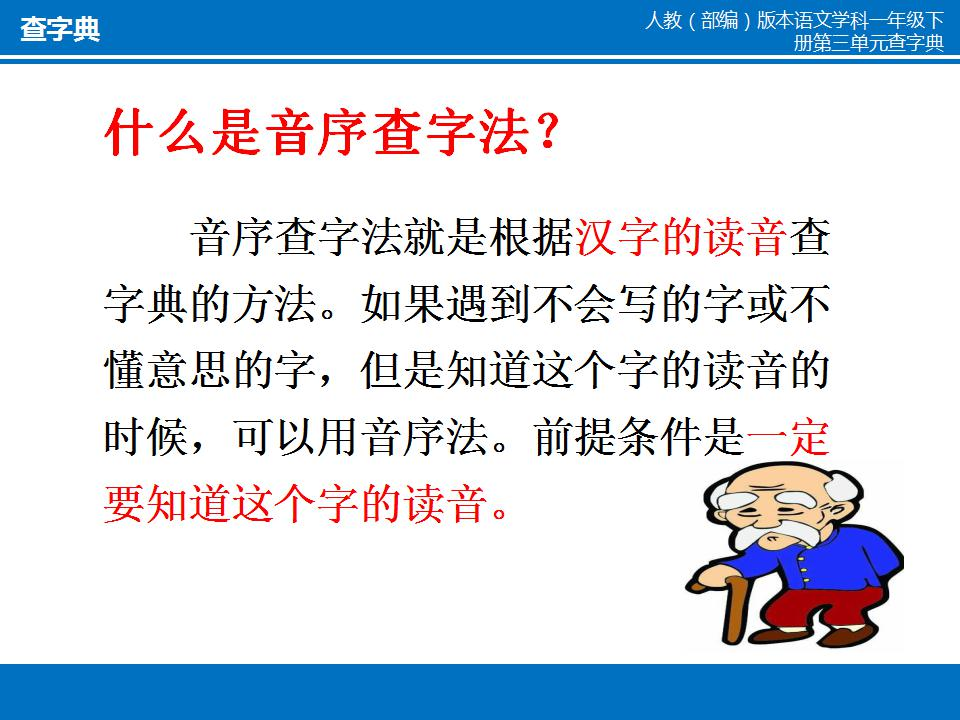 查字典
人教（部编）版本语文学科一年级下
册第三单元查字典
什么是音序查字法？
音序查字法就是根据汉字的读音查
字典的方法。如果遇到不会写的字或不
懂意思的字，但是知道这个字的读音的
时候，可以用音序法。前提条件是一定
要知道这个字的读音。